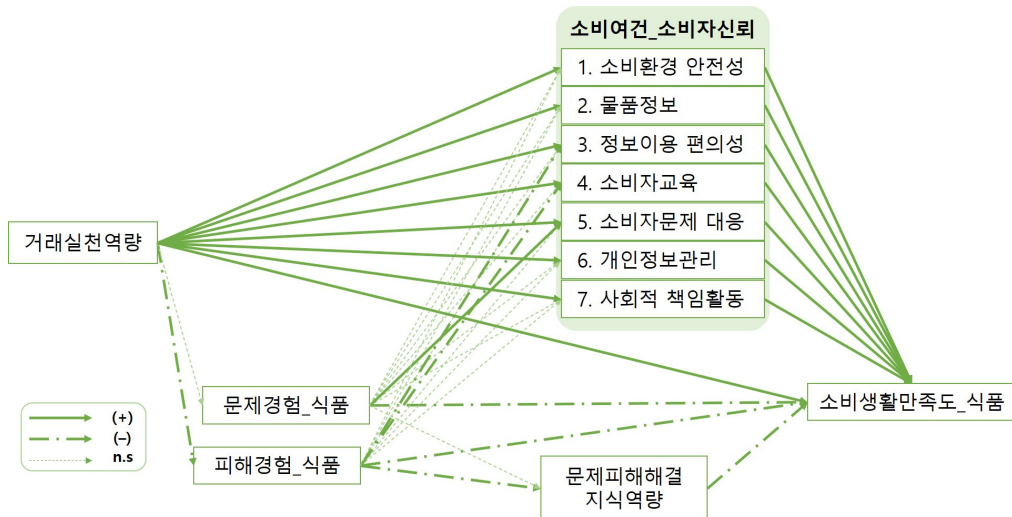 소비여건_소비자신뢰
1. 소비환경 안전성
2. 물품정보
3. 정보이용 편의성
4. 소비자교육
5. 소비자문제 대응
6. 개인정보관리
7. 사회적 책임활동
거래실천역량
문제경험_식품
소비생활만족도_식품
(+)
(−)
n.s
피해경험_식품
문제피해해결
지식역량